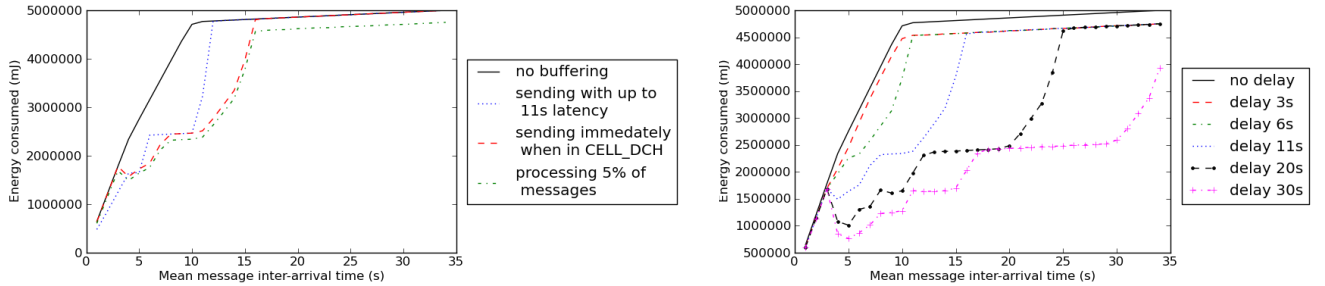 5000000
4000000
3000000
2000000
1000000
0
0 5 10 15 20 25 30 35
Energy consumed (mJ)
Mean message inter-arrival time (s)
no buffering
sending with up to
11s latency
sending immedately
when in CELL_DCH
processing 5% of
messages
5000000
4500000
4000000
3500000
3000000
2500000
2000000
1500000
1000000
500000
0 5 10 15 20 25 30 35
Energy consumed (mJ)
Mean message inter-arrival time (s)
no delay
delay 3s
delay 6s
delay 11s
delay 20s
delay 30s